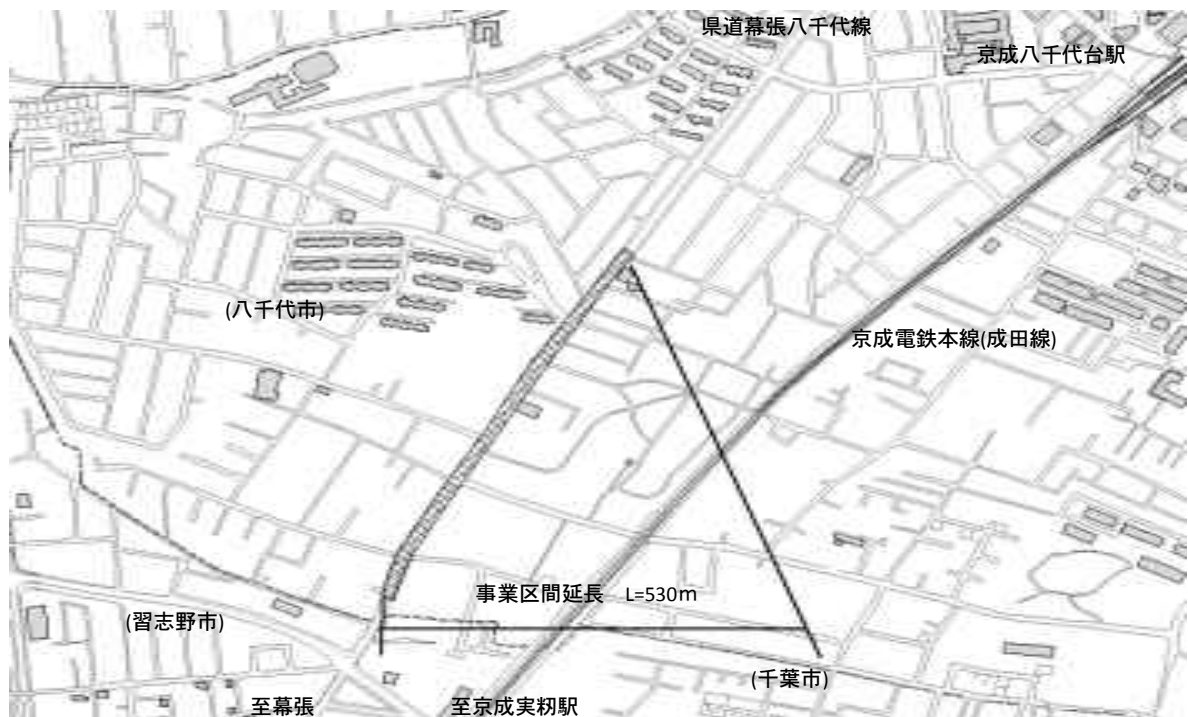 県道幕張八千代線
京成八千代台駅
(八千代市)
京成電鉄本線(成田線)
事業区間延長 L=530m
(習志野市)
(千葉市)
至幕張
至京成実籾駅